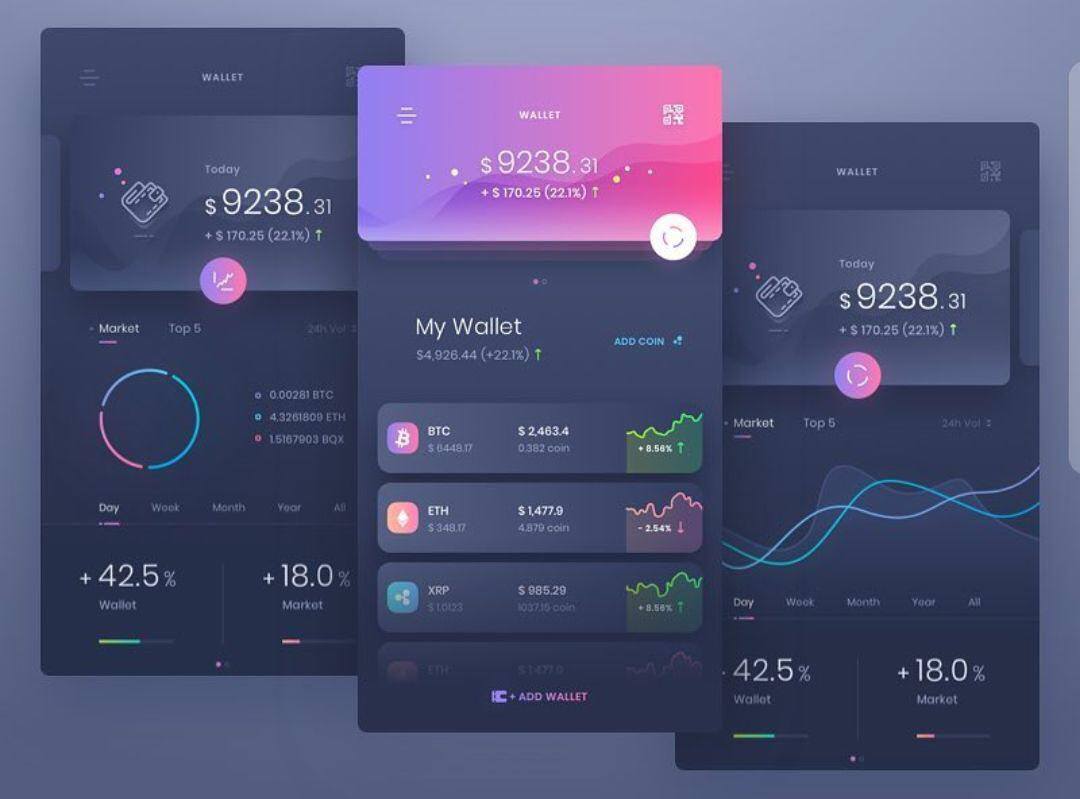 WALLET
Today
$ 9238.31
+ $ 170.25 (22.1%) ↑
Market Top 5 24h Vol
0.00281 BTC
4.3261809 ETH
1.5167903 BQX
Day Week Month Year All
+ 42.5 % + 18.0 %
Wallet Market
WALLET
$ 9238.31
+ $ 170.25 (22.1%) ↑
My Wallet
$4,926.44 (+22.1%) ↑
ADD COIN
BTC $ 2,463.4
$ 6448.17 0.382 coin
+ 8.56% ↑
ETH $ 1,477.9
$ 348.17 4.879 coin
- 2.54% ↓
XRP $ 985.29
$ 1.0123 1037.15 coin
+ 8.56% ↑
ETH $ 1,477.9
+ ADD WALLET
WALLET
Today
$ 9238.31
+ $ 170.25 (22.1%) ↑
Market Top 5 24h Vol
Day Week Month Year All
42.5 % + 18.0 %
Wallet Market